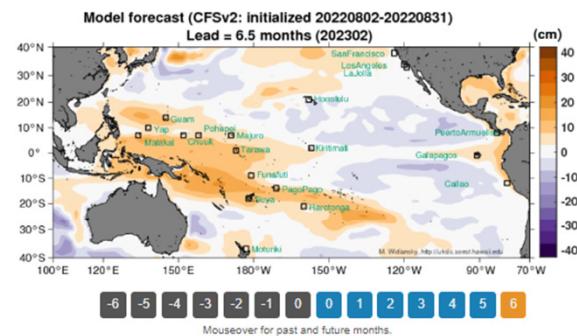 Model forecast (CFSv2: initialized 20220802-20220831)
Lead = 6.5 months (202302)
(cm)
40°N
30°N
20°N
10°N
0°
10°S
20°S
30°S
40°S
SanFrancisco
LosAngeles
LaJolla
Honolulu
Guam
Yap
Pohnpei
Malakal
Chuuk
Majuro
Tarawa
Kiritimati
PuertoArmuelles
Galapagos
Callao
Funafuti
PagoPago
Suva
Rarotonga
Moturiki
M. Widlansky, http://uhslc.soest.hawaii.edu
100°E 120°E 150°E 180°W 150°W 120°W 90°W 80°W 70°W
40
30
20
10
0
-10
-20
-30
-40
-6 -5 -4 -3 -2 -1 0 0 1 2 3 4 5 6
Mouseover for past and future months.